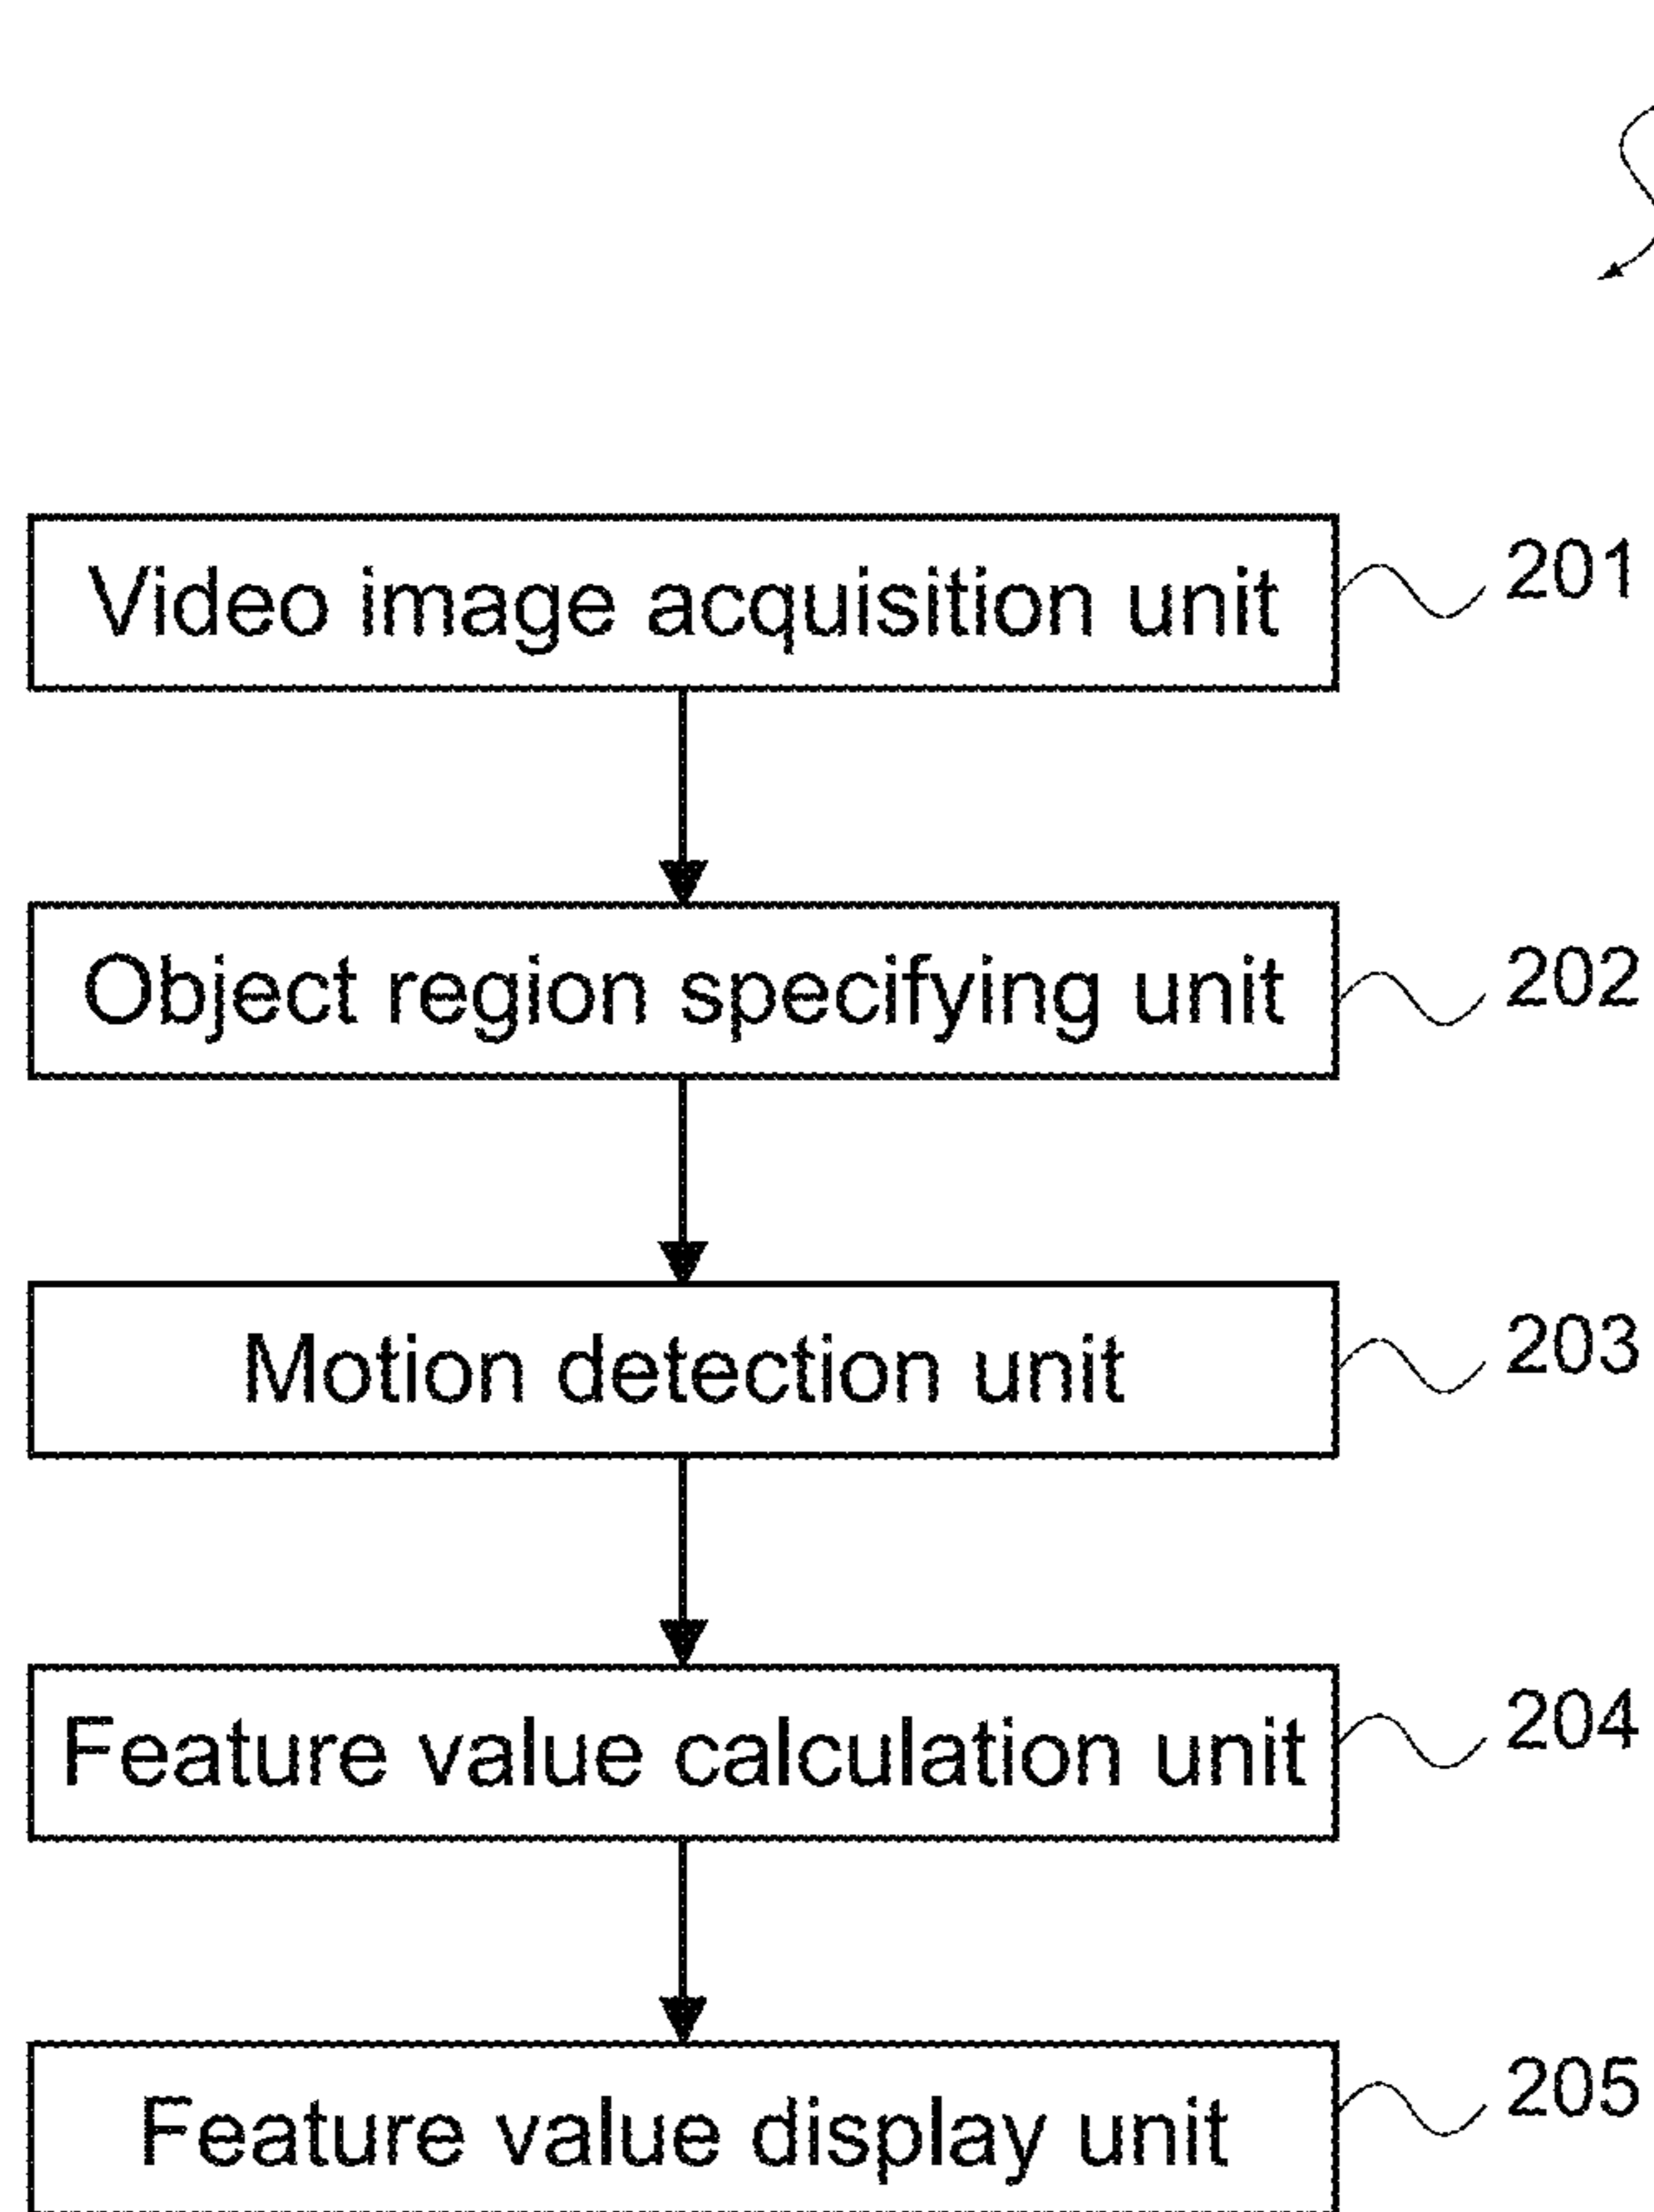 Video image acquisition unit 201
Object region specifying unit 202
Motion detection unit 203
Feature value calculation unit 204
Feature value display unit 205